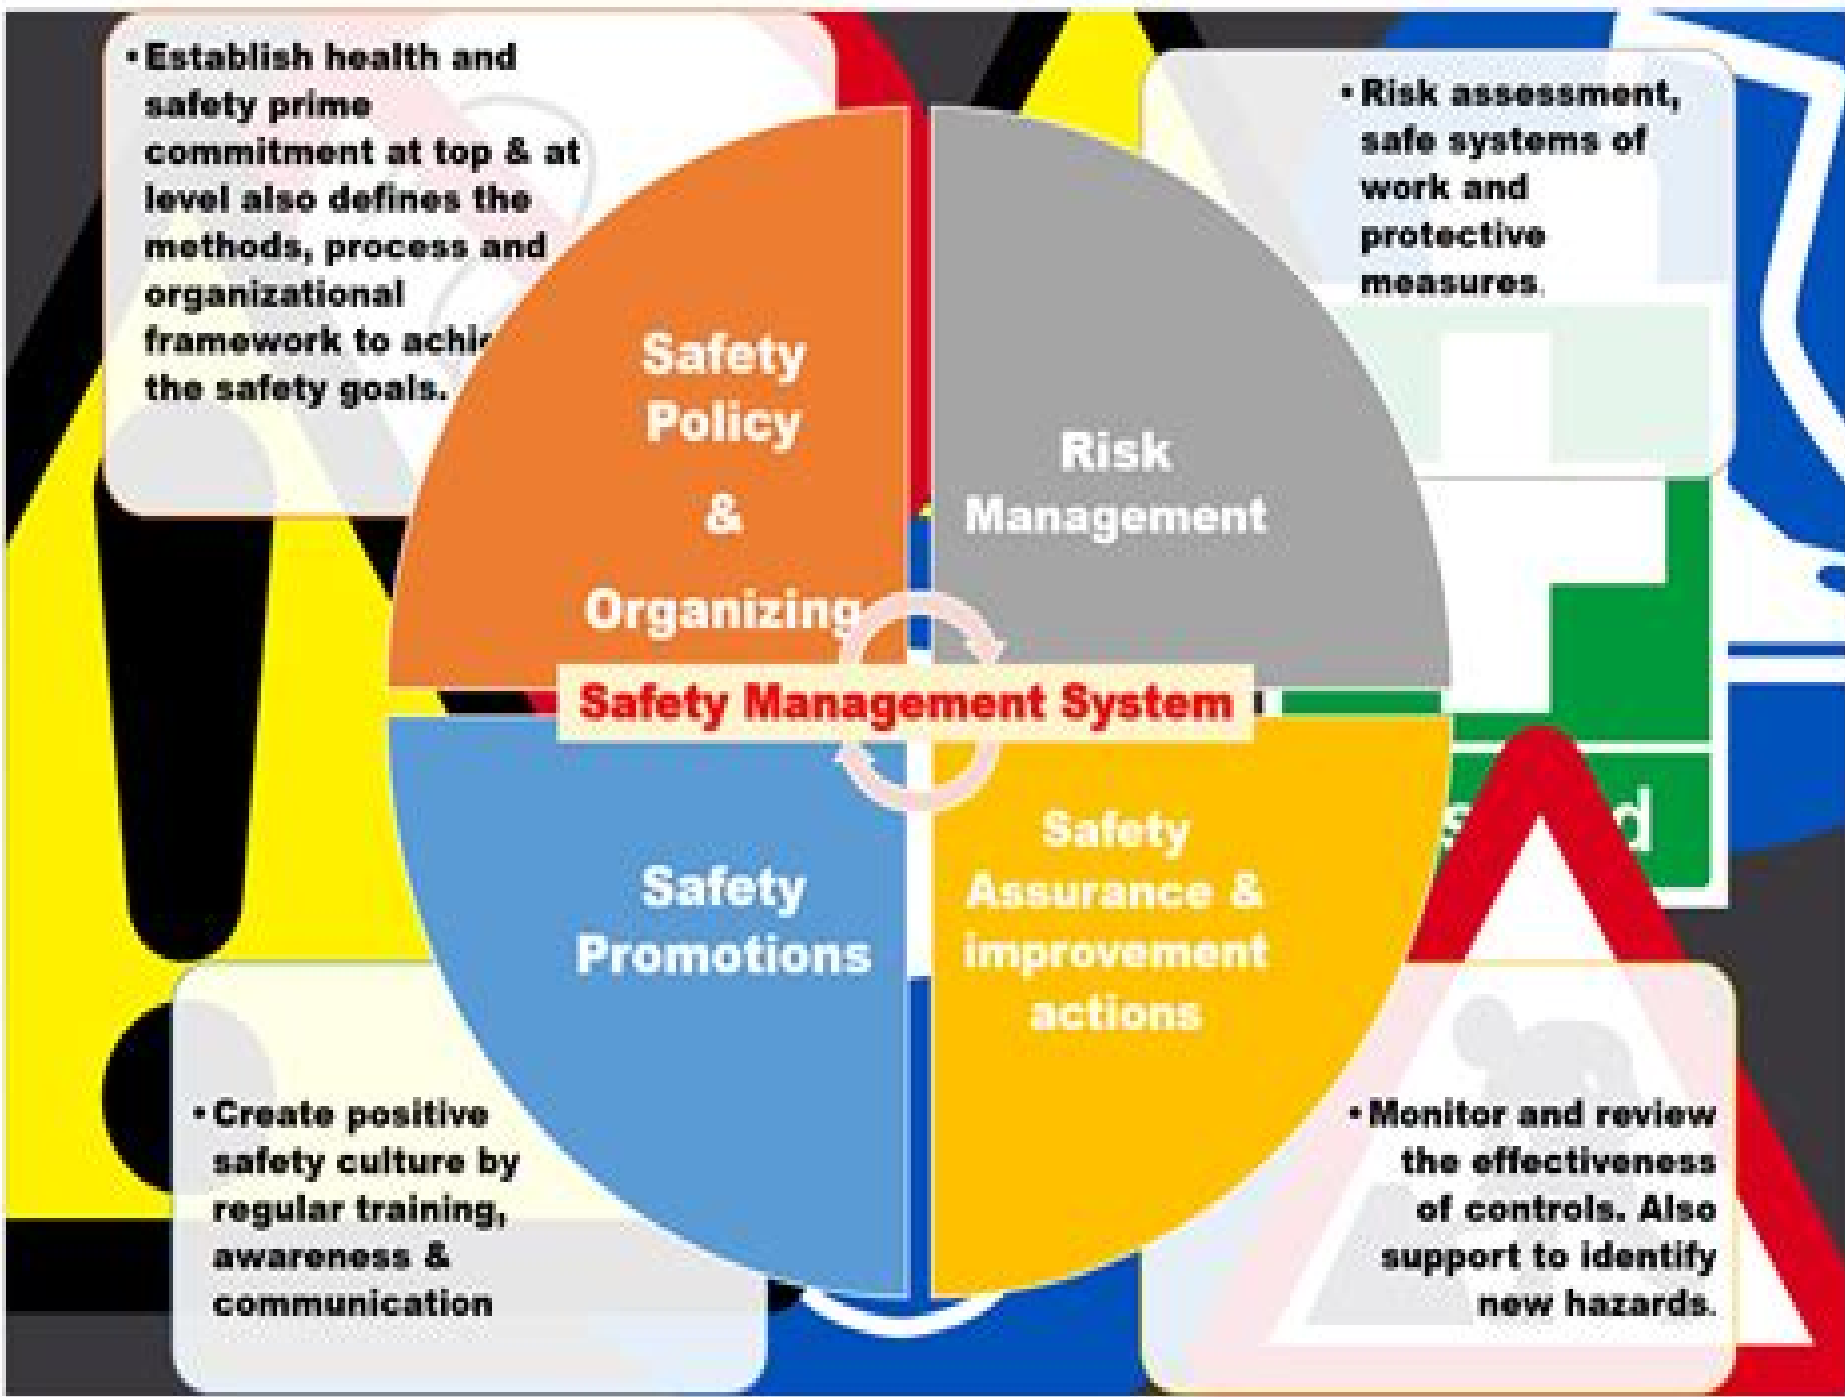 • Establish health and
safety prime
commitment at top & at
level also defines the
methods, process and
organizational
framework to
the safety goals.
• Risk assessment,
safe systems of
work and
protective
measures.
Safety
Policy
&
Organizing
Risk
Management
Safety Management System
Safety
Promotions
Safety
Assurance &
improvement
actions
• Create positive
safety culture by
regular training,
awareness &
communication
• Monitor and review
the effectiveness
of controls. Also
support to identify
new hazards.